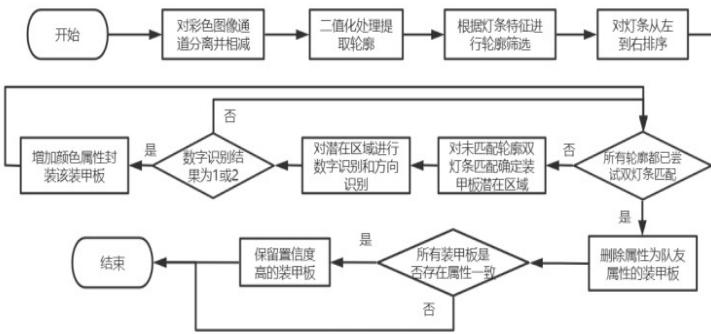 开始
对彩色图像通
道分离并相减
二值化处理提
取轮廓
根据灯条特征进
行轮廓筛选
对灯条从左
到右排序
否
增加颜色属性封
装该装甲板
是
数字识别结
果为1或2
对潜在区域进行
数字识别和方向
识别
对未匹配轮廓双
灯条匹配确定装
甲板潜在区域
否
所有轮廓都已尝
试双灯条匹配
是
结束
保留置信度
高的装甲板
是
所有装甲板是
否存在属性一致
删除属性为队友
属性的装甲板
否